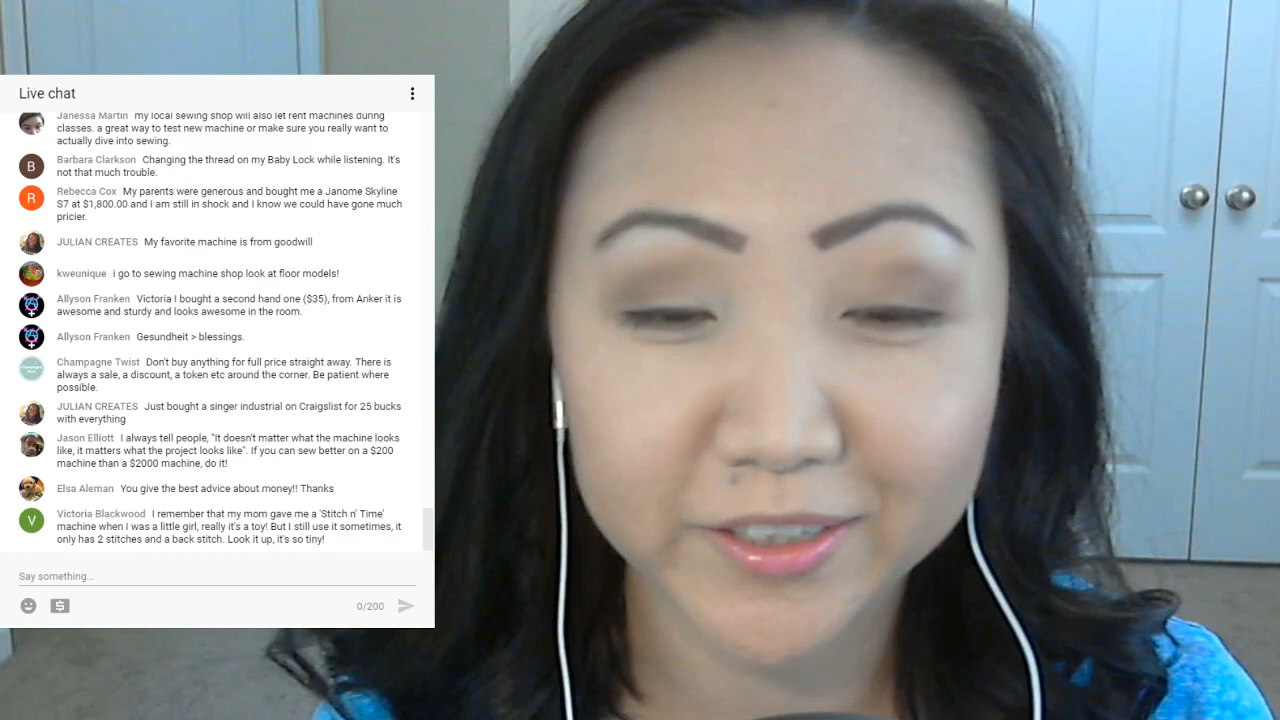 Live chat
Janessa Martin my local sewing shop will also let rent machines during
classes. a great way to test new machine or make sure you really want to
actually dive into sewing.
B Barbara Clarkson Changing the thread on my Baby Lock while listening. It's
not that much trouble.
R Rebecca Cox My parents were generous and bought me a Janome Skyline
S7 at $1,800.00 and I am still in shock and I know we could have gone much
pricier.
JULIAN CREATES My favorite machine is from goodwill
kweunique i go to sewing machine shop look at floor models!
Allyson Franken Victoria I bought a second hand one ($35), from Anker it is
awesome and sturdy and looks awesome in the room.
Allyson Franken Gesundheit > blessings.
Champagne Twist Don't buy anything for full price straight away. There is
always a sale, a discount, a token etc around the corner. Be patient where
possible.
JULIAN CREATES Just bought a singer industrial on Craigslist for 25 bucks
with everything
Jason Elliott I always tell people, "It doesn't matter what the machine looks
like, it matters what the project looks like". If you can sew better on a $200
machine than a $2000 machine, do it!
Elsa Aleman You give the best advice about money!! Thanks
V Victoria Blackwood I remember that my mom gave me a 'Stitch n' Time'
machine when I was a little girl, really it's a toy! But I still use it sometimes, it
only has 2 stitches and a back stitch. Look it up, it's so tiny!
Say something...
0/200